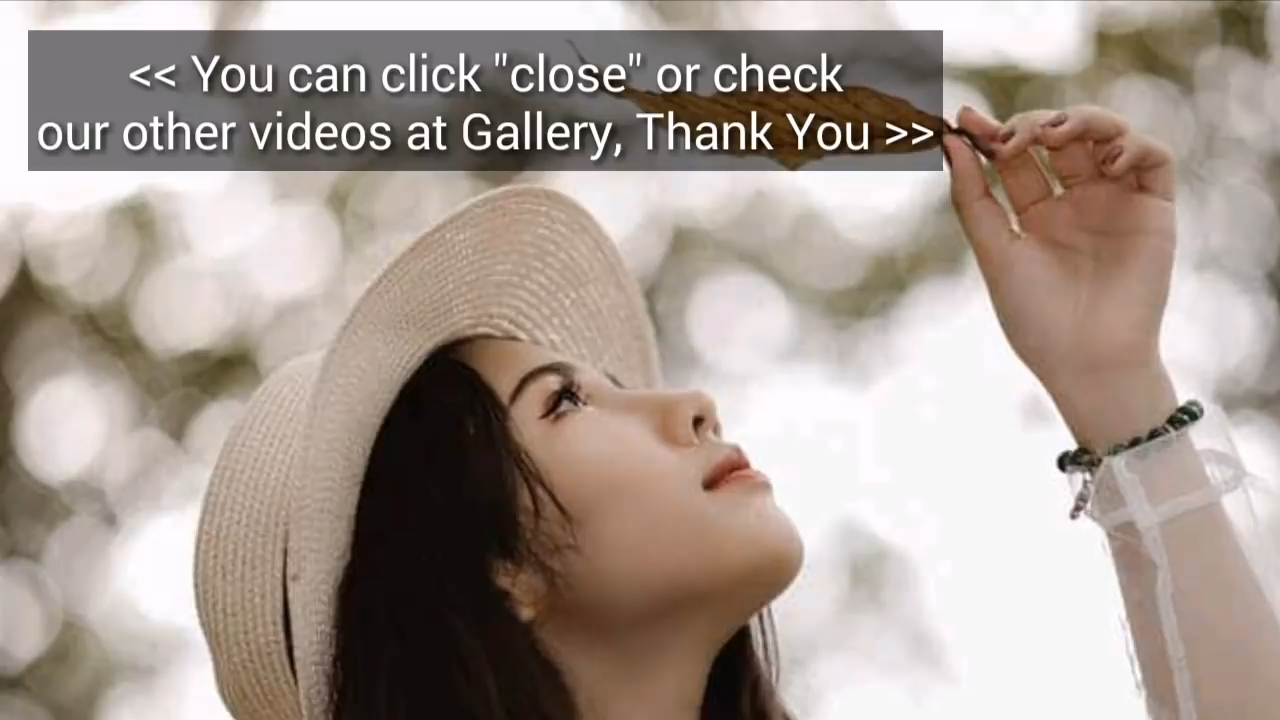 << You can click "close" or check
our other videos at Gallery, Thank You >>